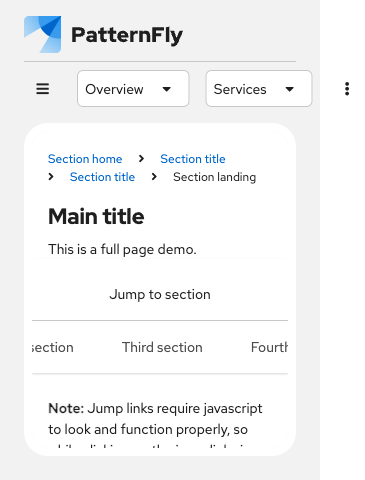 PatternFly
Overview
Services
Section home
Section title
Section title
Section landing
Main title
This is a full page demo.
Jump to section
section
Third section
Fourth
Note: Jump links require javascript
to look and function properly, so